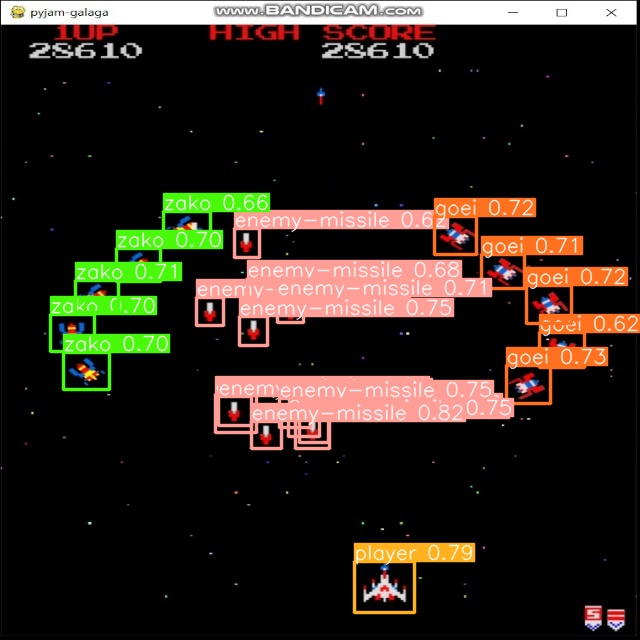 pyjam-galaga
www.BANDICAM.com
1UP HIGH SCORE
28610 28610
zako 0.66
goei 0.72
enemy-missile 0.62
zako 0.70
goei 0.71
zako 0.71
enemy-missile 0.68
goei 0.72
enemy-
enemy-missile 0.71
zako 0.70
enemy-missile 0.75
goei 0.62
zako 0.70
goei 0.73
enemy-missile 0.75
0.75
enemy-missile 0.82
player 0.79
5